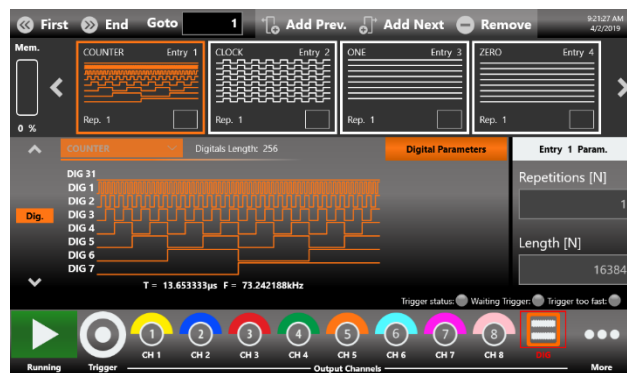 First End Goto 1 Add Prev. Add Next Remove 9:21:27 AM
4/2/2019
Mem.
COUNTER Entry 1 CLOCK Entry 2 ONE Entry 3 ZERO Entry 4
Rep. 1 Rep. 1 Rep. 1 Rep. 1
0 %
COUNTER Digitals Length: 256 Digital Parameters Entry 1 Param.
DIG 31
DIG 1
DIG 2
DIG 3
DIG 4
DIG 5
DIG 6
DIG 7
Dig.
T = 13.653333µs F = 73.242188kHz
Repetitions [N]
1
Length [N]
16384
Trigger status: Waiting Trigger: Trigger too fast:
1 2 3 4 5 6 7 8
CH 1 CH 2 CH 3 CH 4 CH 5 CH 6 CH 7 CH 8 DIG
Running Trigger Output Channels More